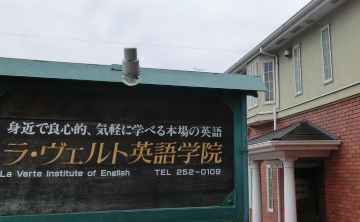 身近で良心的、気軽に学べる本場の英語
ラ・ヴェルト英語学院
La Verte Institute of English TEL 252-0109